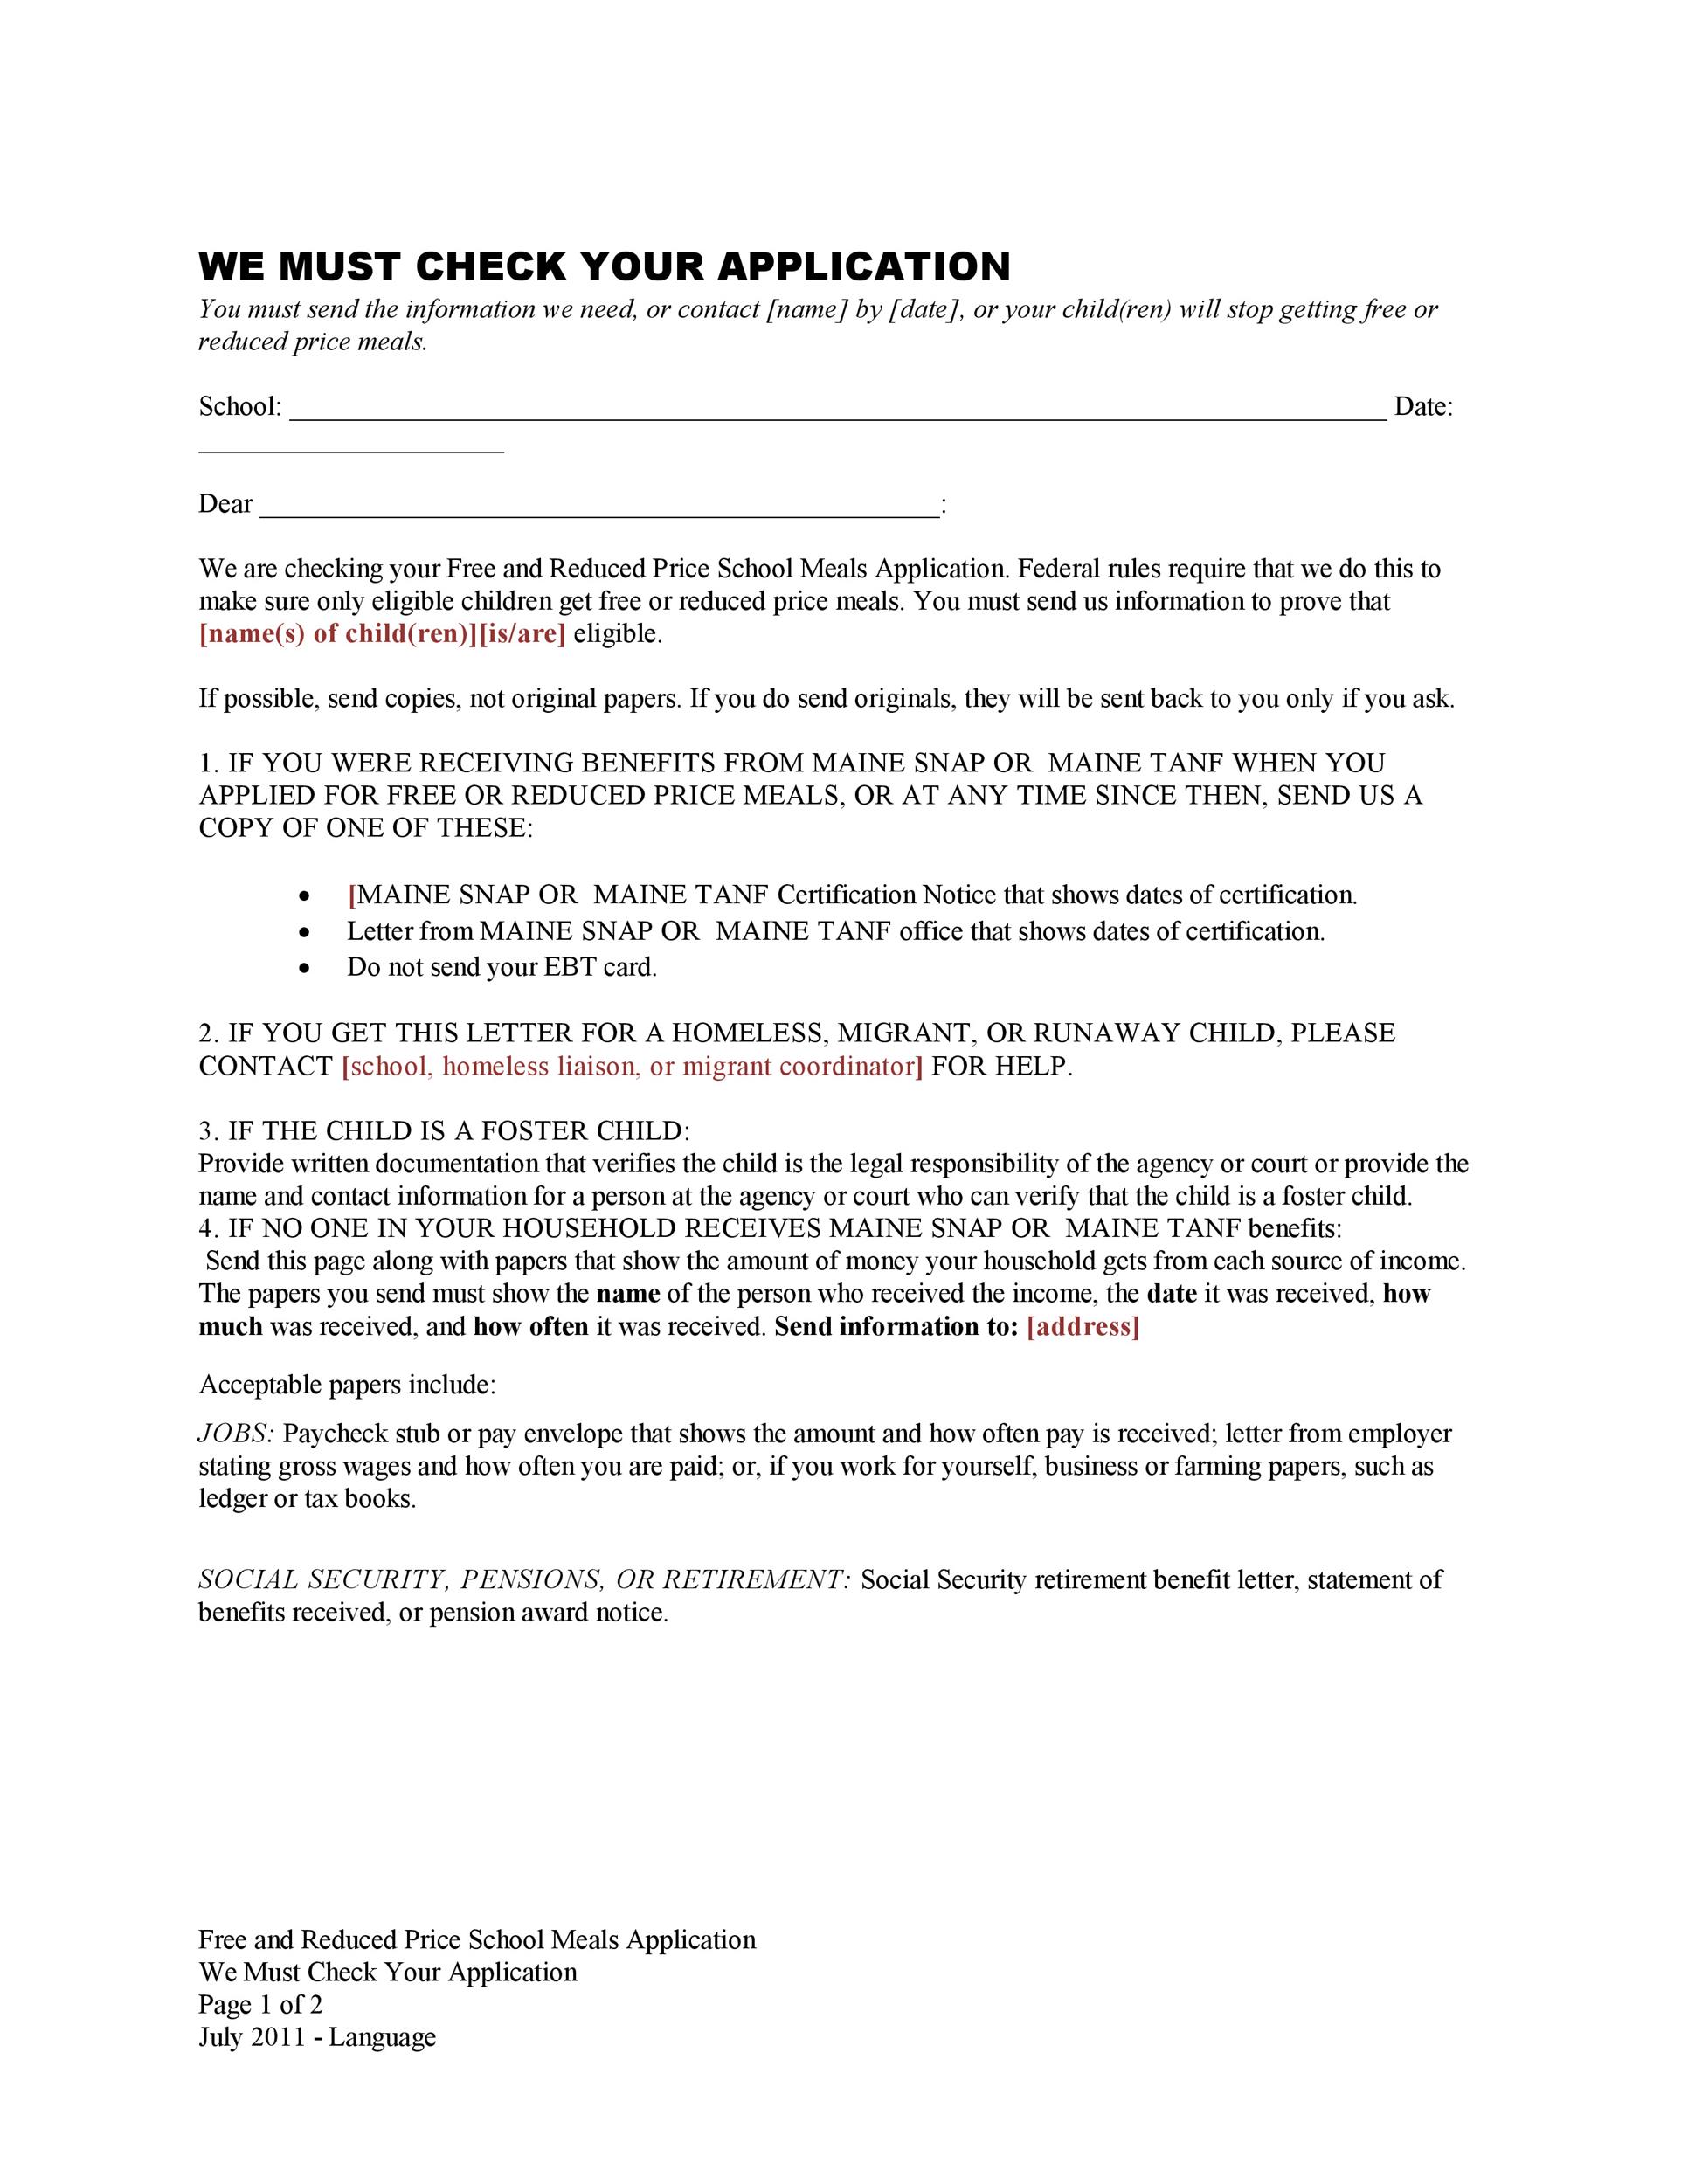 WE MUST CHECK YOUR APPLICATION
You must send the information we need, or contact [name] by [date], or your child(ren) will stop getting free or
reduced price meals.
School: ______________________________________________________________________________ Date:
______________________
Dear _________________________________________________:
We are checking your Free and Reduced Price School Meals Application. Federal rules require that we do this to
make sure only eligible children get free or reduced price meals. You must send us information to prove that
[name(s) of child(ren)][is/are] eligible.
If possible, send copies, not original papers. If you do send originals, they will be sent back to you only if you ask.
1. IF YOU WERE RECEIVING BENEFITS FROM MAINE SNAP OR  MAINE TANF WHEN YOU
APPLIED FOR FREE OR REDUCED PRICE MEALS, OR AT ANY TIME SINCE THEN, SEND US A
COPY OF ONE OF THESE:
• [MAINE SNAP OR  MAINE TANF Certification Notice that shows dates of certification.
• Letter from MAINE SNAP OR  MAINE TANF office that shows dates of certification.
• Do not send your EBT card.
2. IF YOU GET THIS LETTER FOR A HOMELESS, MIGRANT, OR RUNAWAY CHILD, PLEASE
CONTACT [school, homeless liaison, or migrant coordinator] FOR HELP.
3. IF THE CHILD IS A FOSTER CHILD:
Provide written documentation that verifies the child is the legal responsibility of the agency or court or provide the
name and contact information for a person at the agency or court who can verify that the child is a foster child.
4. IF NO ONE IN YOUR HOUSEHOLD RECEIVES MAINE SNAP OR  MAINE TANF benefits:
Send this page along with papers that show the amount of money your household gets from each source of income.
The papers you send must show the name of the person who received the income, the date it was received, how
much was received, and how often it was received. Send information to: [address]
Acceptable papers include:
JOBS: Paycheck stub or pay envelope that shows the amount and how often pay is received; letter from employer
stating gross wages and how often you are paid; or, if you work for yourself, business or farming papers, such as
ledger or tax books.
SOCIAL SECURITY, PENSIONS, OR RETIREMENT: Social Security retirement benefit letter, statement of
benefits received, or pension award notice.
Free and Reduced Price School Meals Application
We Must Check Your Application
Page 1 of 2
July 2011 - Language